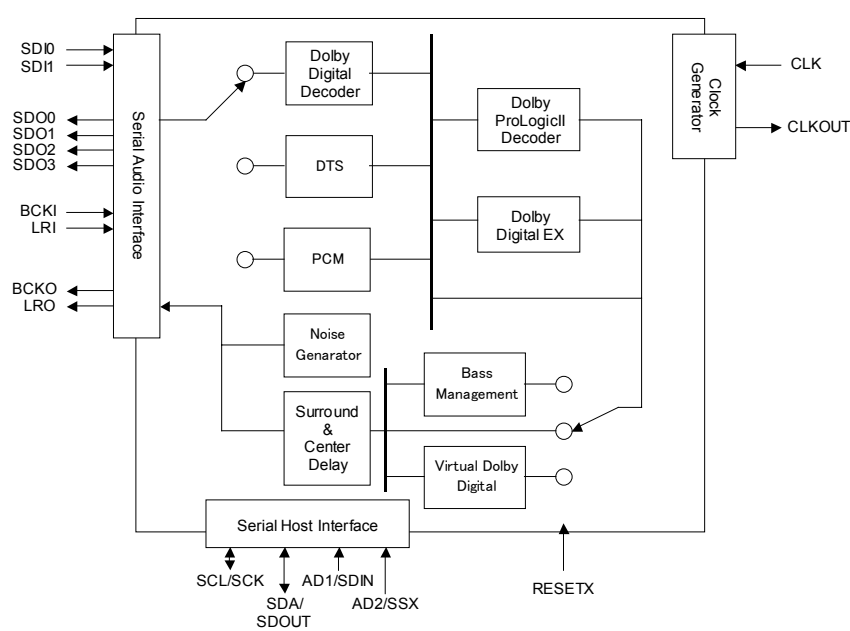 SDI0
SDI1
SDO0
SDO1
SDO2
SDO3
BCKI
LRI
BCKO
LRO
Serial Audio Interface
Dolby
Digital
Decoder
DTS
PCM
Noise
Genarator
Surround
&
Center
Delay
Dolby
ProLogicII
Decoder
Dolby
Digital EX
Bass
Management
Virtual Dolby
Digital
Clock
Generator
CLK
CLKOUT
Serial Host Interface
SCL/SCK
SDA/
SDOUT
AD1/SDIN
AD2/SSX
RESETX